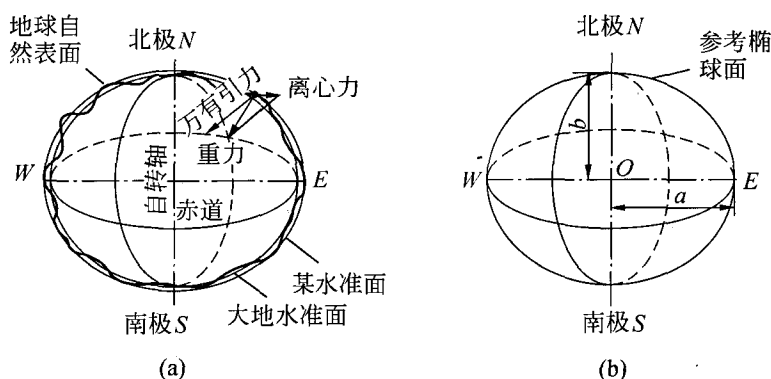 地球自
然表面
北极N
万有引力
离心力
重力
W
自转轴
E
赤道
某水准面
大地水准面
南极S
(a)
北极N
参考椭
球面
b
W
O
E
a
南极S
(b)